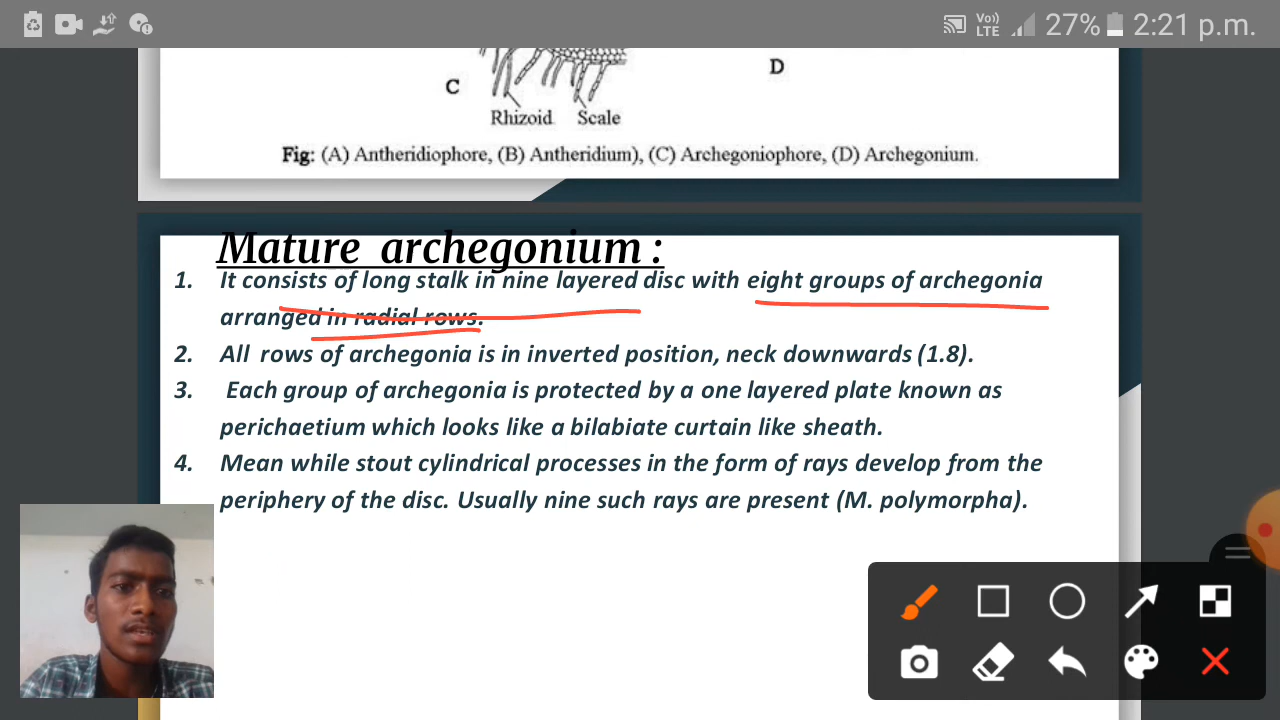 Vo))
LTE
27%
2:21 p.m.
C
D
Rhizoid Scale
Fig: (A) Antheridiophore, (B) Antheridium), (C) Archegoniophore, (D) Archegonium.
Mature archegonium :
1. It consists of long stalk in nine layered disc with eight groups of archegonia
arranged in radial rows.
2. All rows of archegonia is in inverted position, neck downwards (1.8).
3. Each group of archegonia is protected by a one layered plate known as
perichaetium which looks like a bilabiate curtain like sheath.
4. Mean while stout cylindrical processes in the form of rays develop from the
periphery of the disc. Usually nine such rays are present (M. polymorpha).